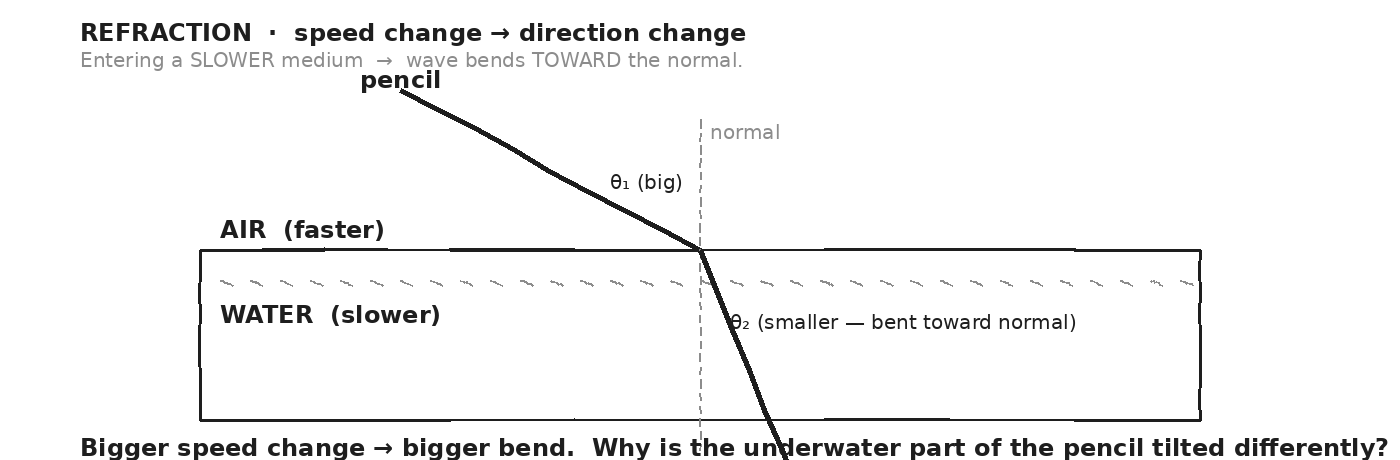 REFRACTION · speed change → direction change
Entering a SLOWER medium → wave bends TOWARD the normal.
pencil
normal
θ₁ (big)
AIR (faster)
WATER (slower)
θ₂ (smaller — bent toward normal)
Bigger speed change → bigger bend. Why is the underwater part of the pencil tilted differently?